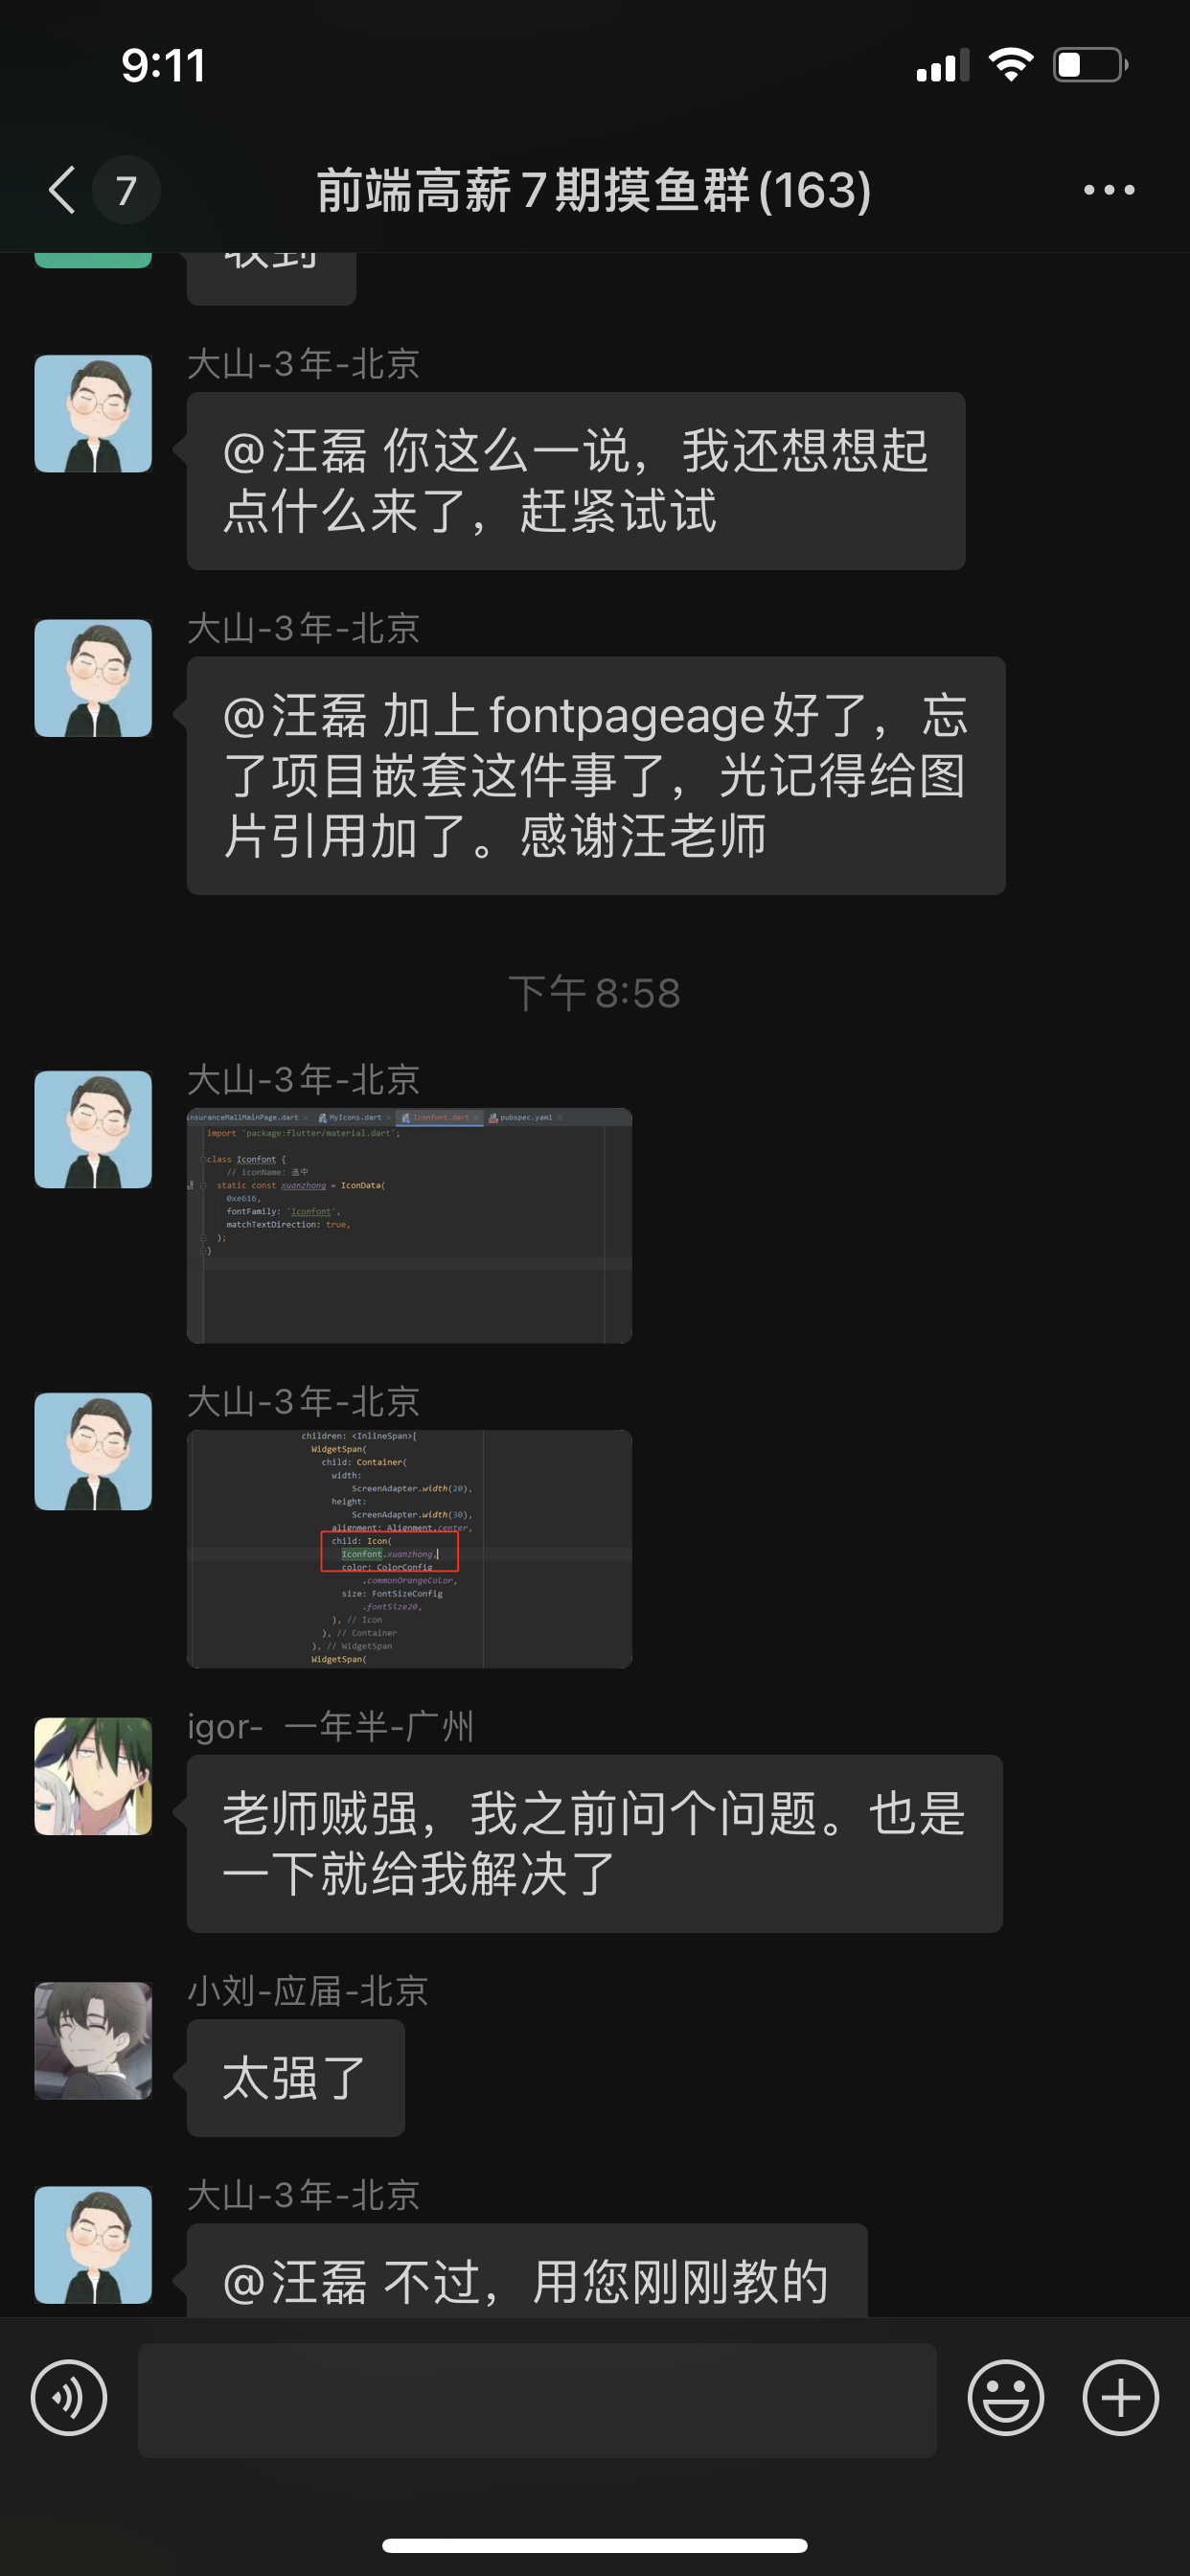 9:11
7
前端高薪7期摸鱼群(163)
收到
大山-3年-北京
@汪磊 你这么一说，我还想想起
点什么来了，赶紧试试
大山-3年-北京
@汪磊 加上fontpageage好了，忘
了项目嵌套这件事了，光记得给图
片引用加了。感谢汪老师
下午8:58
大山-3年-北京
nsuranceMallMainPage.dart × MyIcons.dart × Iconfont.dart × pubspec.yaml ×
import 'package:flutter/material.dart';
class Iconfont {
// iconName: 选中
static const xuanzhong = IconData(
0xe616,
fontFamily: 'Iconfont',
matchTextDirection: true,
);
}
大山-3年-北京
children: <InlineSpan>[
WidgetSpan(
child: Container(
width:
ScreenAdapter.width(20),
height:
ScreenAdapter.width(30),
alignment: Alignment.center,
child: Icon(
Iconfont.xuanzhong,
color: ColorConfig
.commonOrangeColor,
size: FontSizeConfig
.fontSize20,
), // Icon
), // Container
), // WidgetSpan
WidgetSpan(
igor- 一年半-广州
老师贼强，我之前问个问题。也是
一下就给我解决了
小刘-应届-北京
太强了
大山-3年-北京
@汪磊 不过，用您刚刚教的